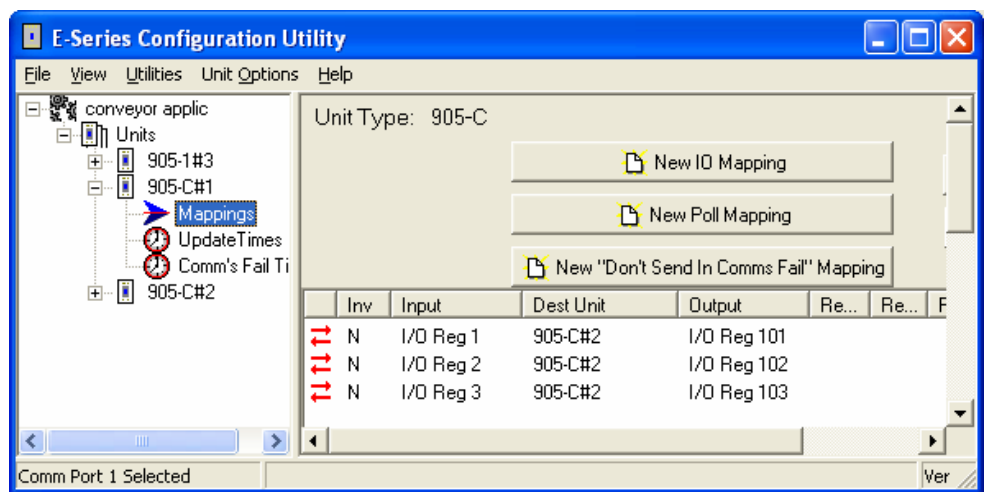 E-Series Configuration Utility
File View Utilities Unit Options Help
conveyor applic
Units
905-1#3
905-C#1
Mappings
UpdateTimes
Comm's Fail Ti
905-C#2
Unit Type: 905-C
New IO Mapping
New Poll Mapping
New "Don't Send In Comms Fail" Mapping
Inv Input Dest Unit Output Re... Re... F
N I/O Reg 1 905-C#2 I/O Reg 101
N I/O Reg 2 905-C#2 I/O Reg 102
N I/O Reg 3 905-C#2 I/O Reg 103
Comm Port 1 Selected Ver